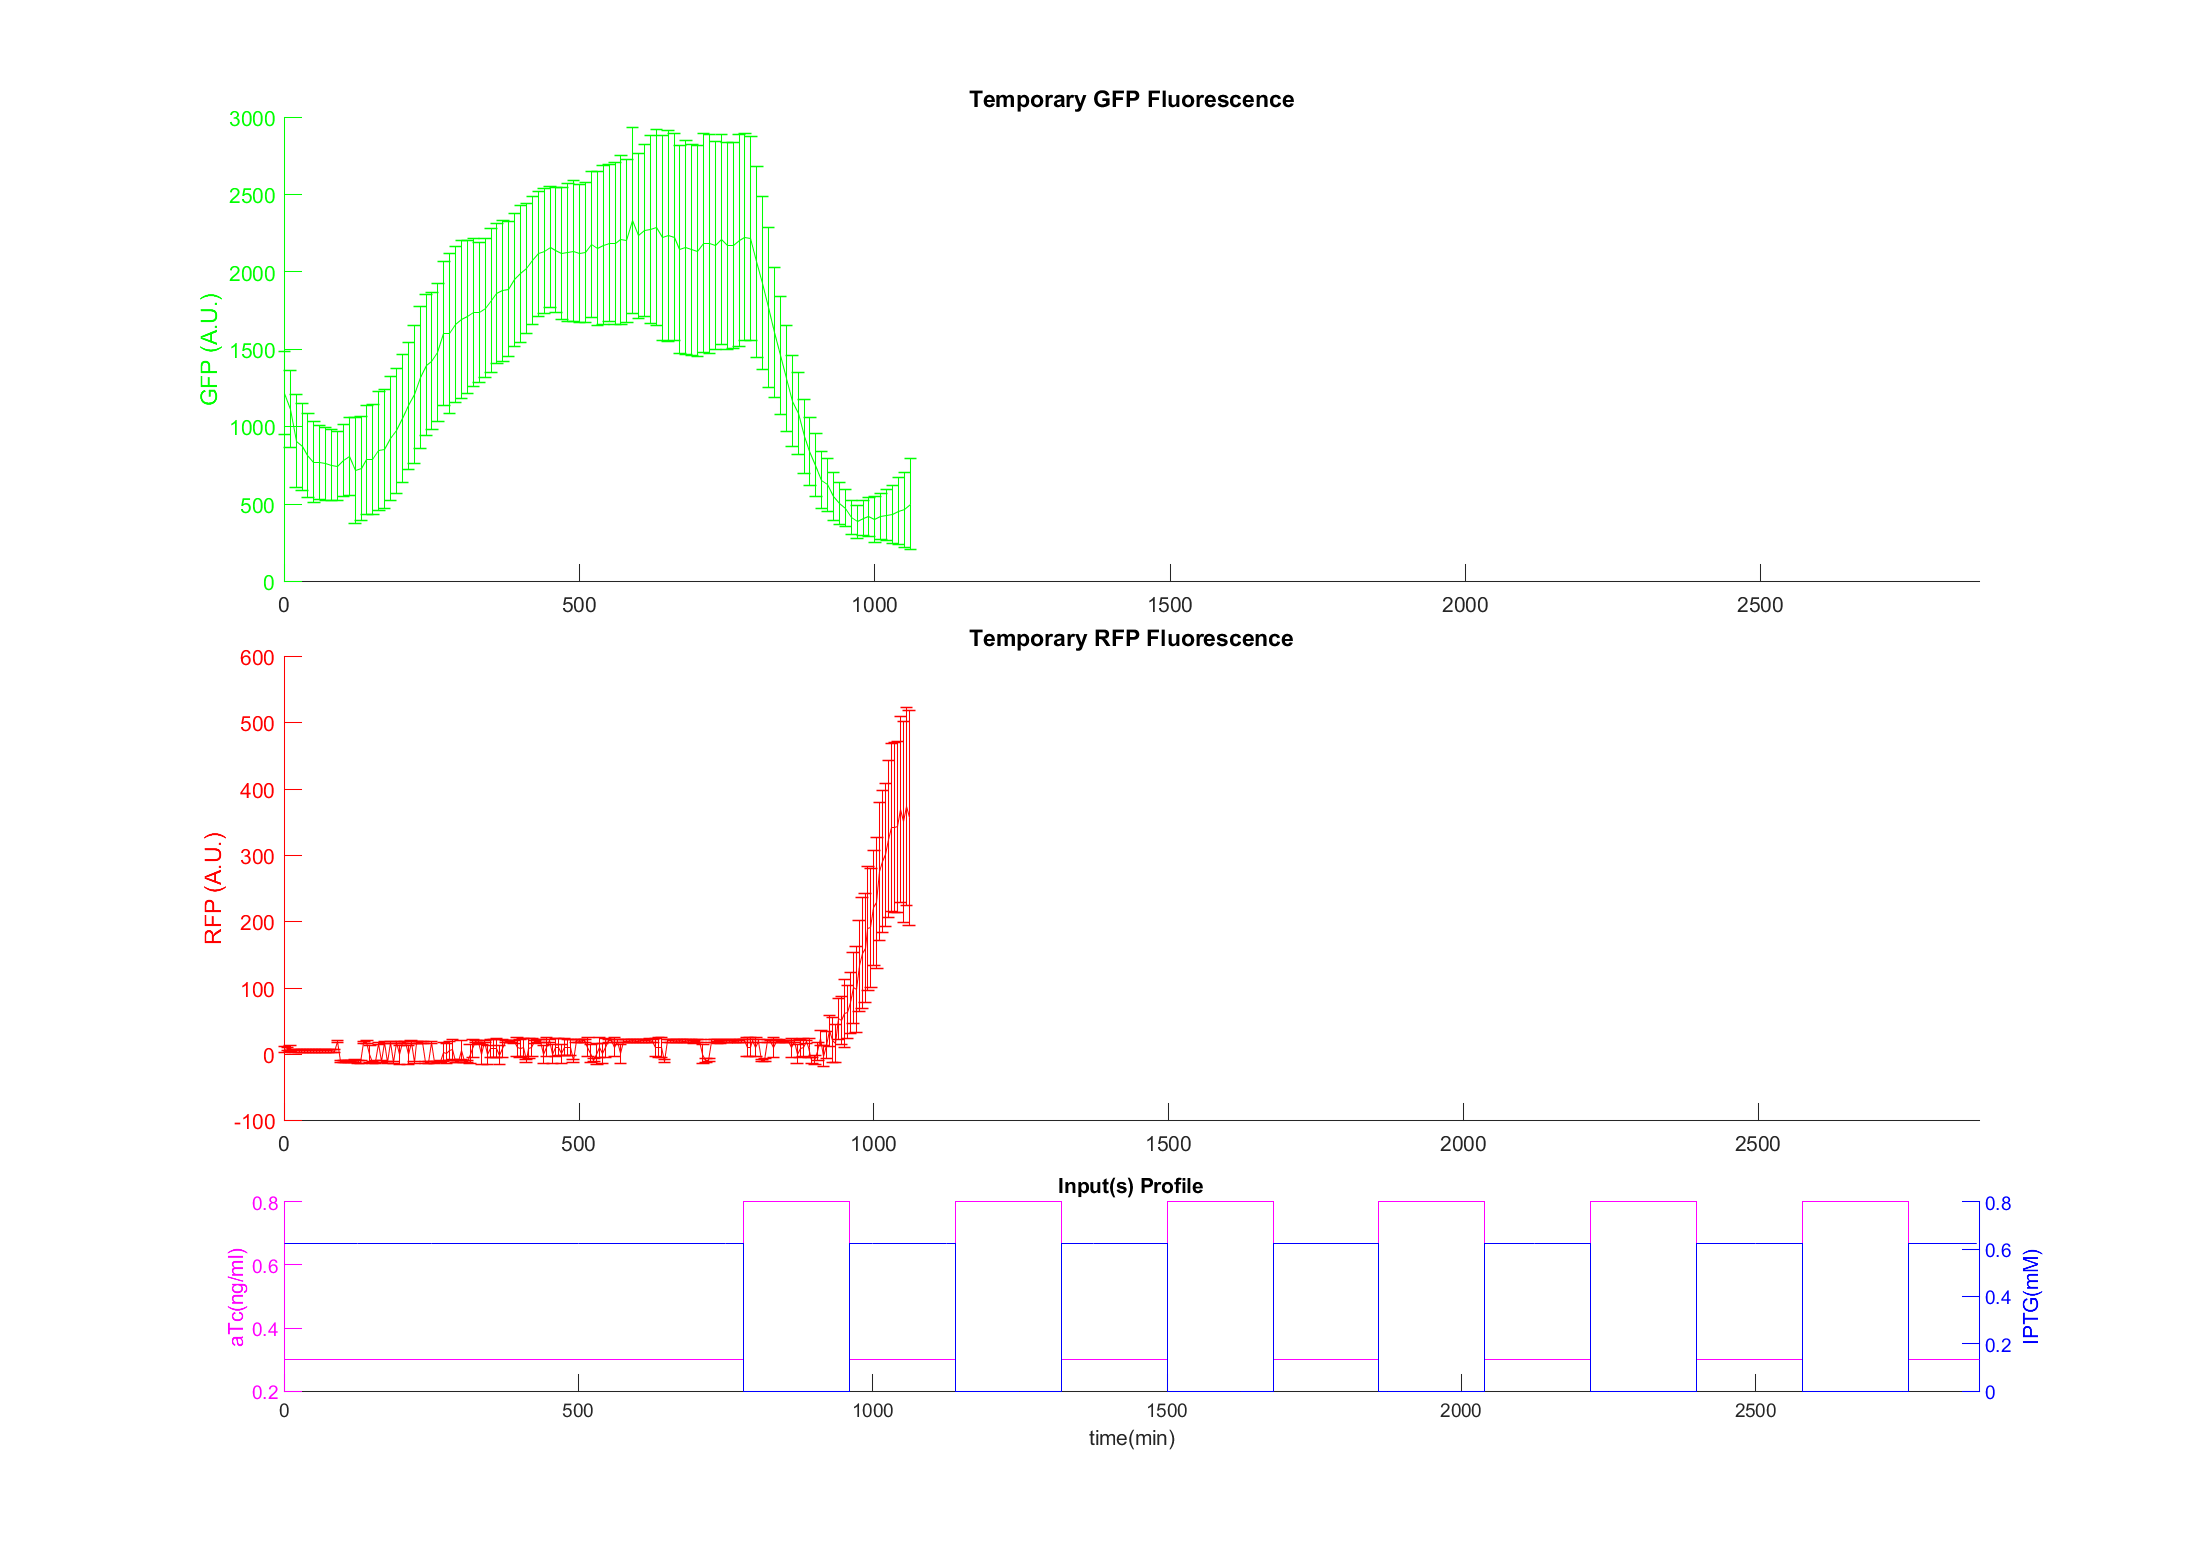 Temporary GFP Fluorescence
3000
2500
2000
1500
1000
500
0
GFP (A.U.)
0 500 1000 1500 2000 2500
Temporary RFP Fluorescence
600
500
400
300
200
100
0
-100
RFP (A.U.)
0 500 1000 1500 2000 2500
Input(s) Profile
0.8
0.6
0.4
0.2
aTc(ng/ml)
0.8
0.6
0.4
0.2
0
IPTG(mM)
0 500 1000 1500 2000 2500
time(min)